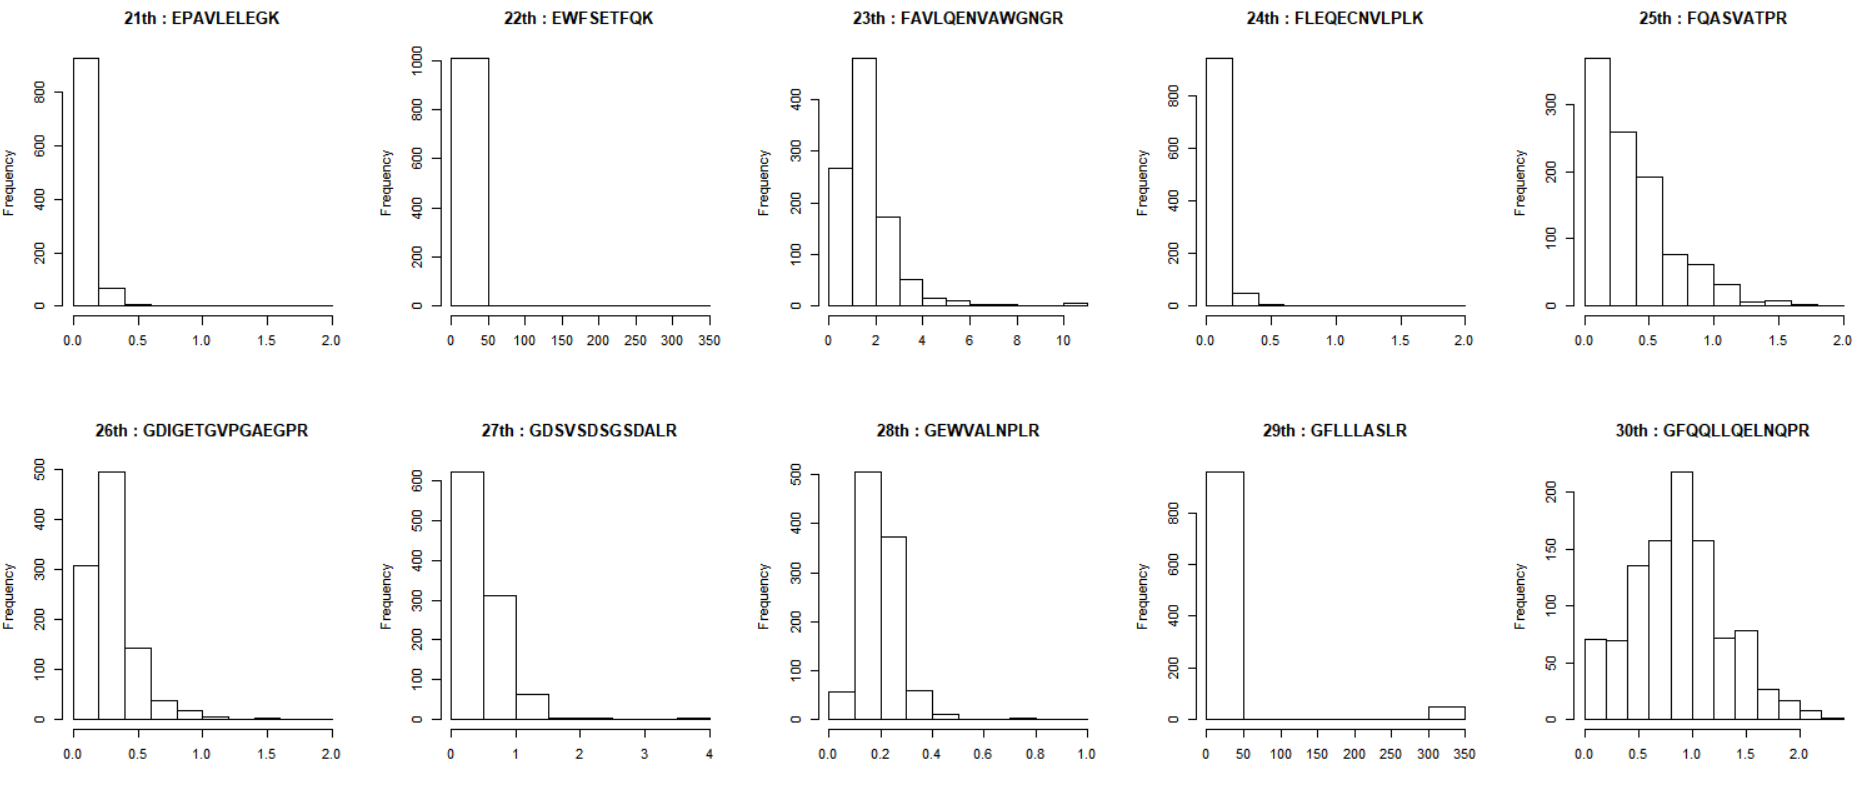 21th : EPAVLELEGK
Frequency
0 200 400 600 800
0.0 0.5 1.0 1.5 2.0
22th : EWFSETFQK
Frequency
0 200 400 600 800 1000
0 50 100 150 200 250 300 350
23th : FAVLQENVAWGNGR
Frequency
0 100 200 300 400
0 2 4 6 8 10
24th : FLEQECNVLPLK
Frequency
0 200 400 600 800
0.0 0.5 1.0 1.5 2.0
25th : FQASVATPR
Frequency
0 100 200 300
0.0 0.5 1.0 1.5 2.0
26th : GDIGETGVPGAEGPR
Frequency
0 100 200 300 400 500
0.0 0.5 1.0 1.5 2.0
27th : GDSVSDSGSDALR
Frequency
0 100 200 300 400 500 600
0 1 2 3 4
28th : GEWVALNPLR
Frequency
0 100 200 300 400 500
0.0 0.2 0.4 0.6 0.8 1.0
29th : GFLLLASLR
Frequency
0 200 400 600 800
0 50 100 150 200 250 300 350
30th : GFQQLLQELNQPR
Frequency
0 50 100 150 200
0.0 0.5 1.0 1.5 2.0